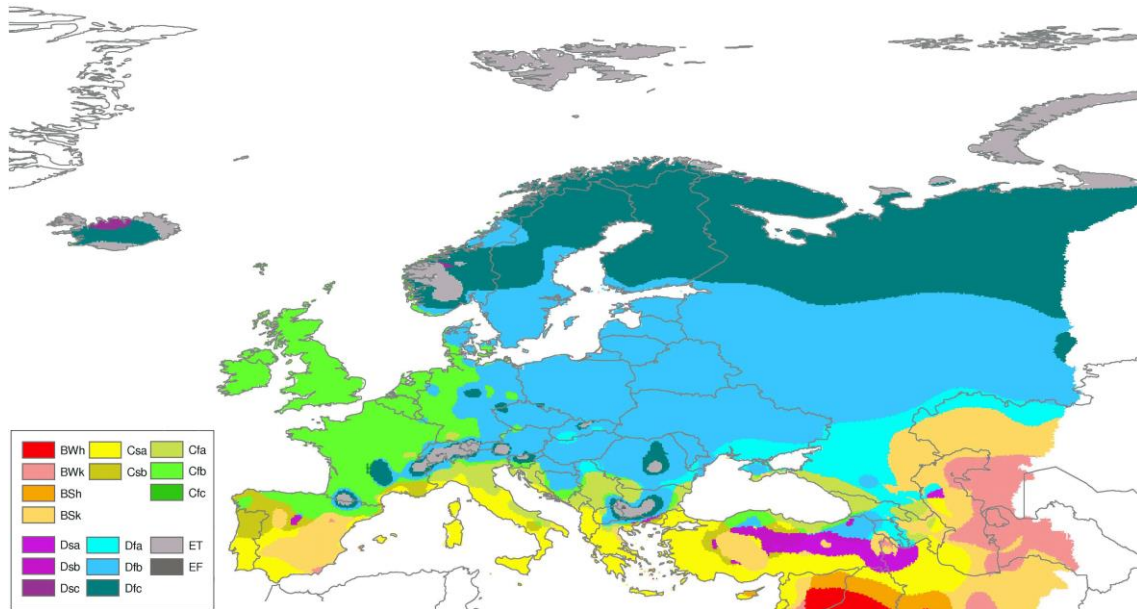 BWh Csa Cfa
BWk Csb Cfb
BSh Cfc
BSk
Dsa Dfa ET
Dsb Dfb EF
Dsc Dfc